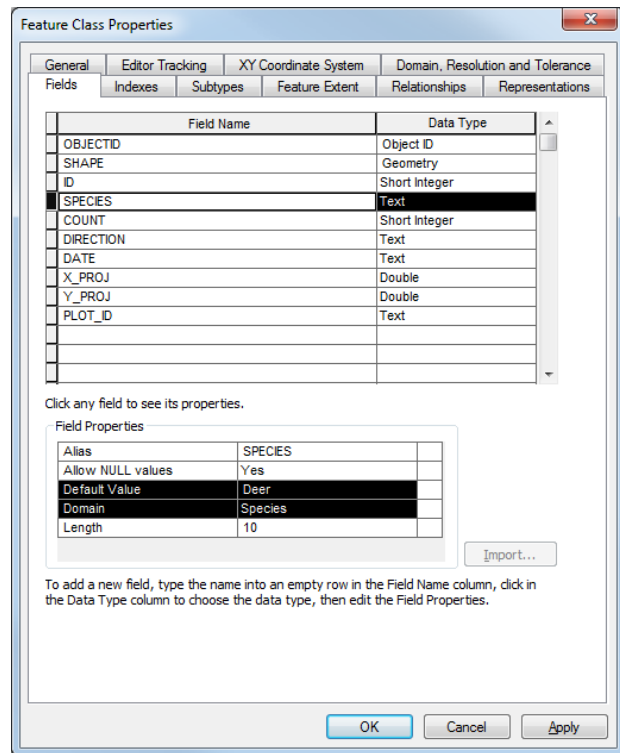 Feature Class Properties
General Editor Tracking XY Coordinate System Domain, Resolution and Tolerance
Fields Indexes Subtypes Feature Extent Relationships Representations
Field Name Data Type
OBJECTID Object ID
SHAPE Geometry
ID Short Integer
SPECIES Text
COUNT Short Integer
DIRECTION Text
DATE Text
X_PROJ Double
Y_PROJ Double
PLOT_ID Text
Click any field to see its properties.
Field Properties
Alias SPECIES
Allow NULL values Yes
Default Value Deer
Domain Species
Length 10
Import...
To add a new field, type the name into an empty row in the Field Name column, click in
the Data Type column to choose the data type, then edit the Field Properties.
OK Cancel Apply